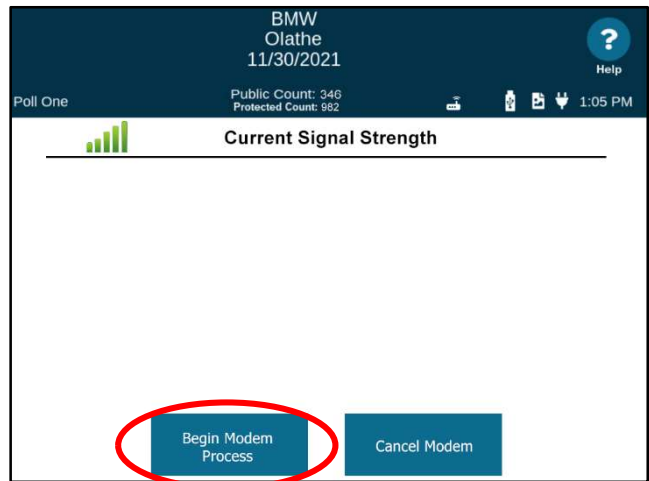 BMW
Olathe
11/30/2021
?
Help
Poll One
Public Count: 346
Protected Count: 982
1:05 PM
Current Signal Strength
Begin Modem
Process
Cancel Modem